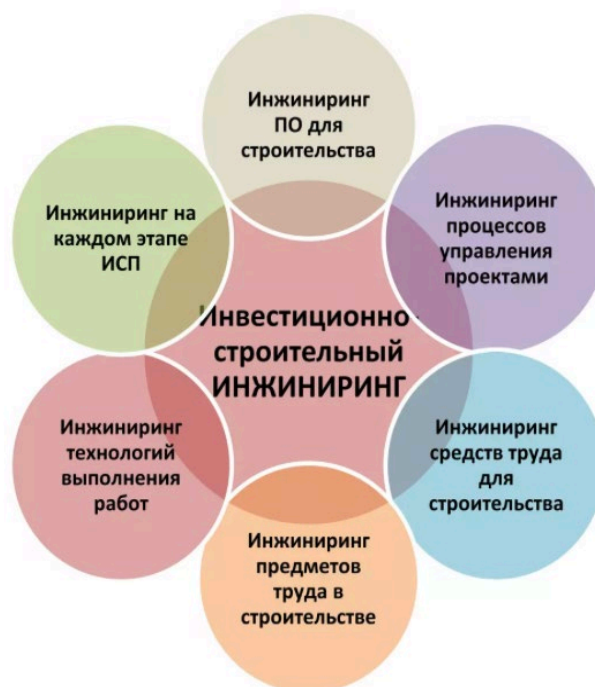 Инжиниринг
ПО для
строительства
Инжиниринг
процессов
управления
проектами
Инжиниринг на
каждом этапе
ИСП
Инвестиционно-
строительный
ИНЖИНИРИНГ
Инжиниринг
технологий
выполнения
работ
Инжиниринг
средств труда
для
строительства
Инжиниринг
предметов
труда в
строительстве